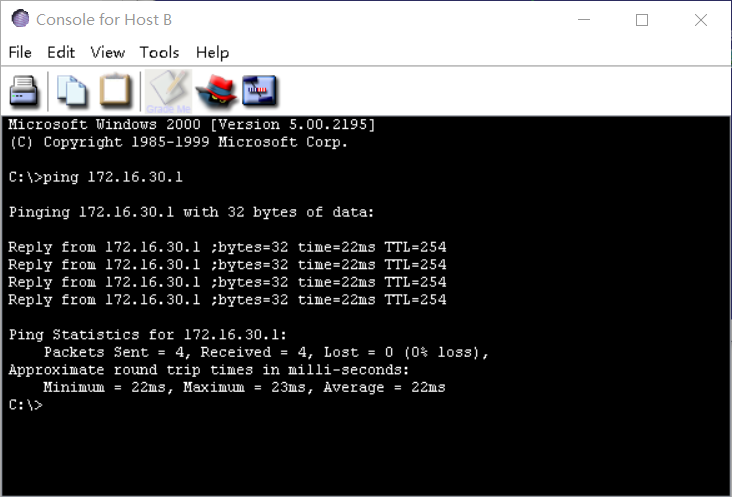 Console for Host B
File Edit View Tools Help
Grade Me
Microsoft Windows 2000 [Version 5.00.2195]
(C) Copyright 1985-1999 Microsoft Corp.
C:\>ping 172.16.30.1
Pinging 172.16.30.1 with 32 bytes of data:
Reply from 172.16.30.1 ;bytes=32 time=22ms TTL=254
Reply from 172.16.30.1 ;bytes=32 time=22ms TTL=254
Reply from 172.16.30.1 ;bytes=32 time=22ms TTL=254
Reply from 172.16.30.1 ;bytes=32 time=22ms TTL=254
Ping Statistics for 172.16.30.1:
    Packets Sent = 4, Received = 4, Lost = 0 (0% loss),
Approximate round trip times in milli-seconds:
    Minimum = 22ms, Maximum = 23ms, Average = 22ms
C:\>